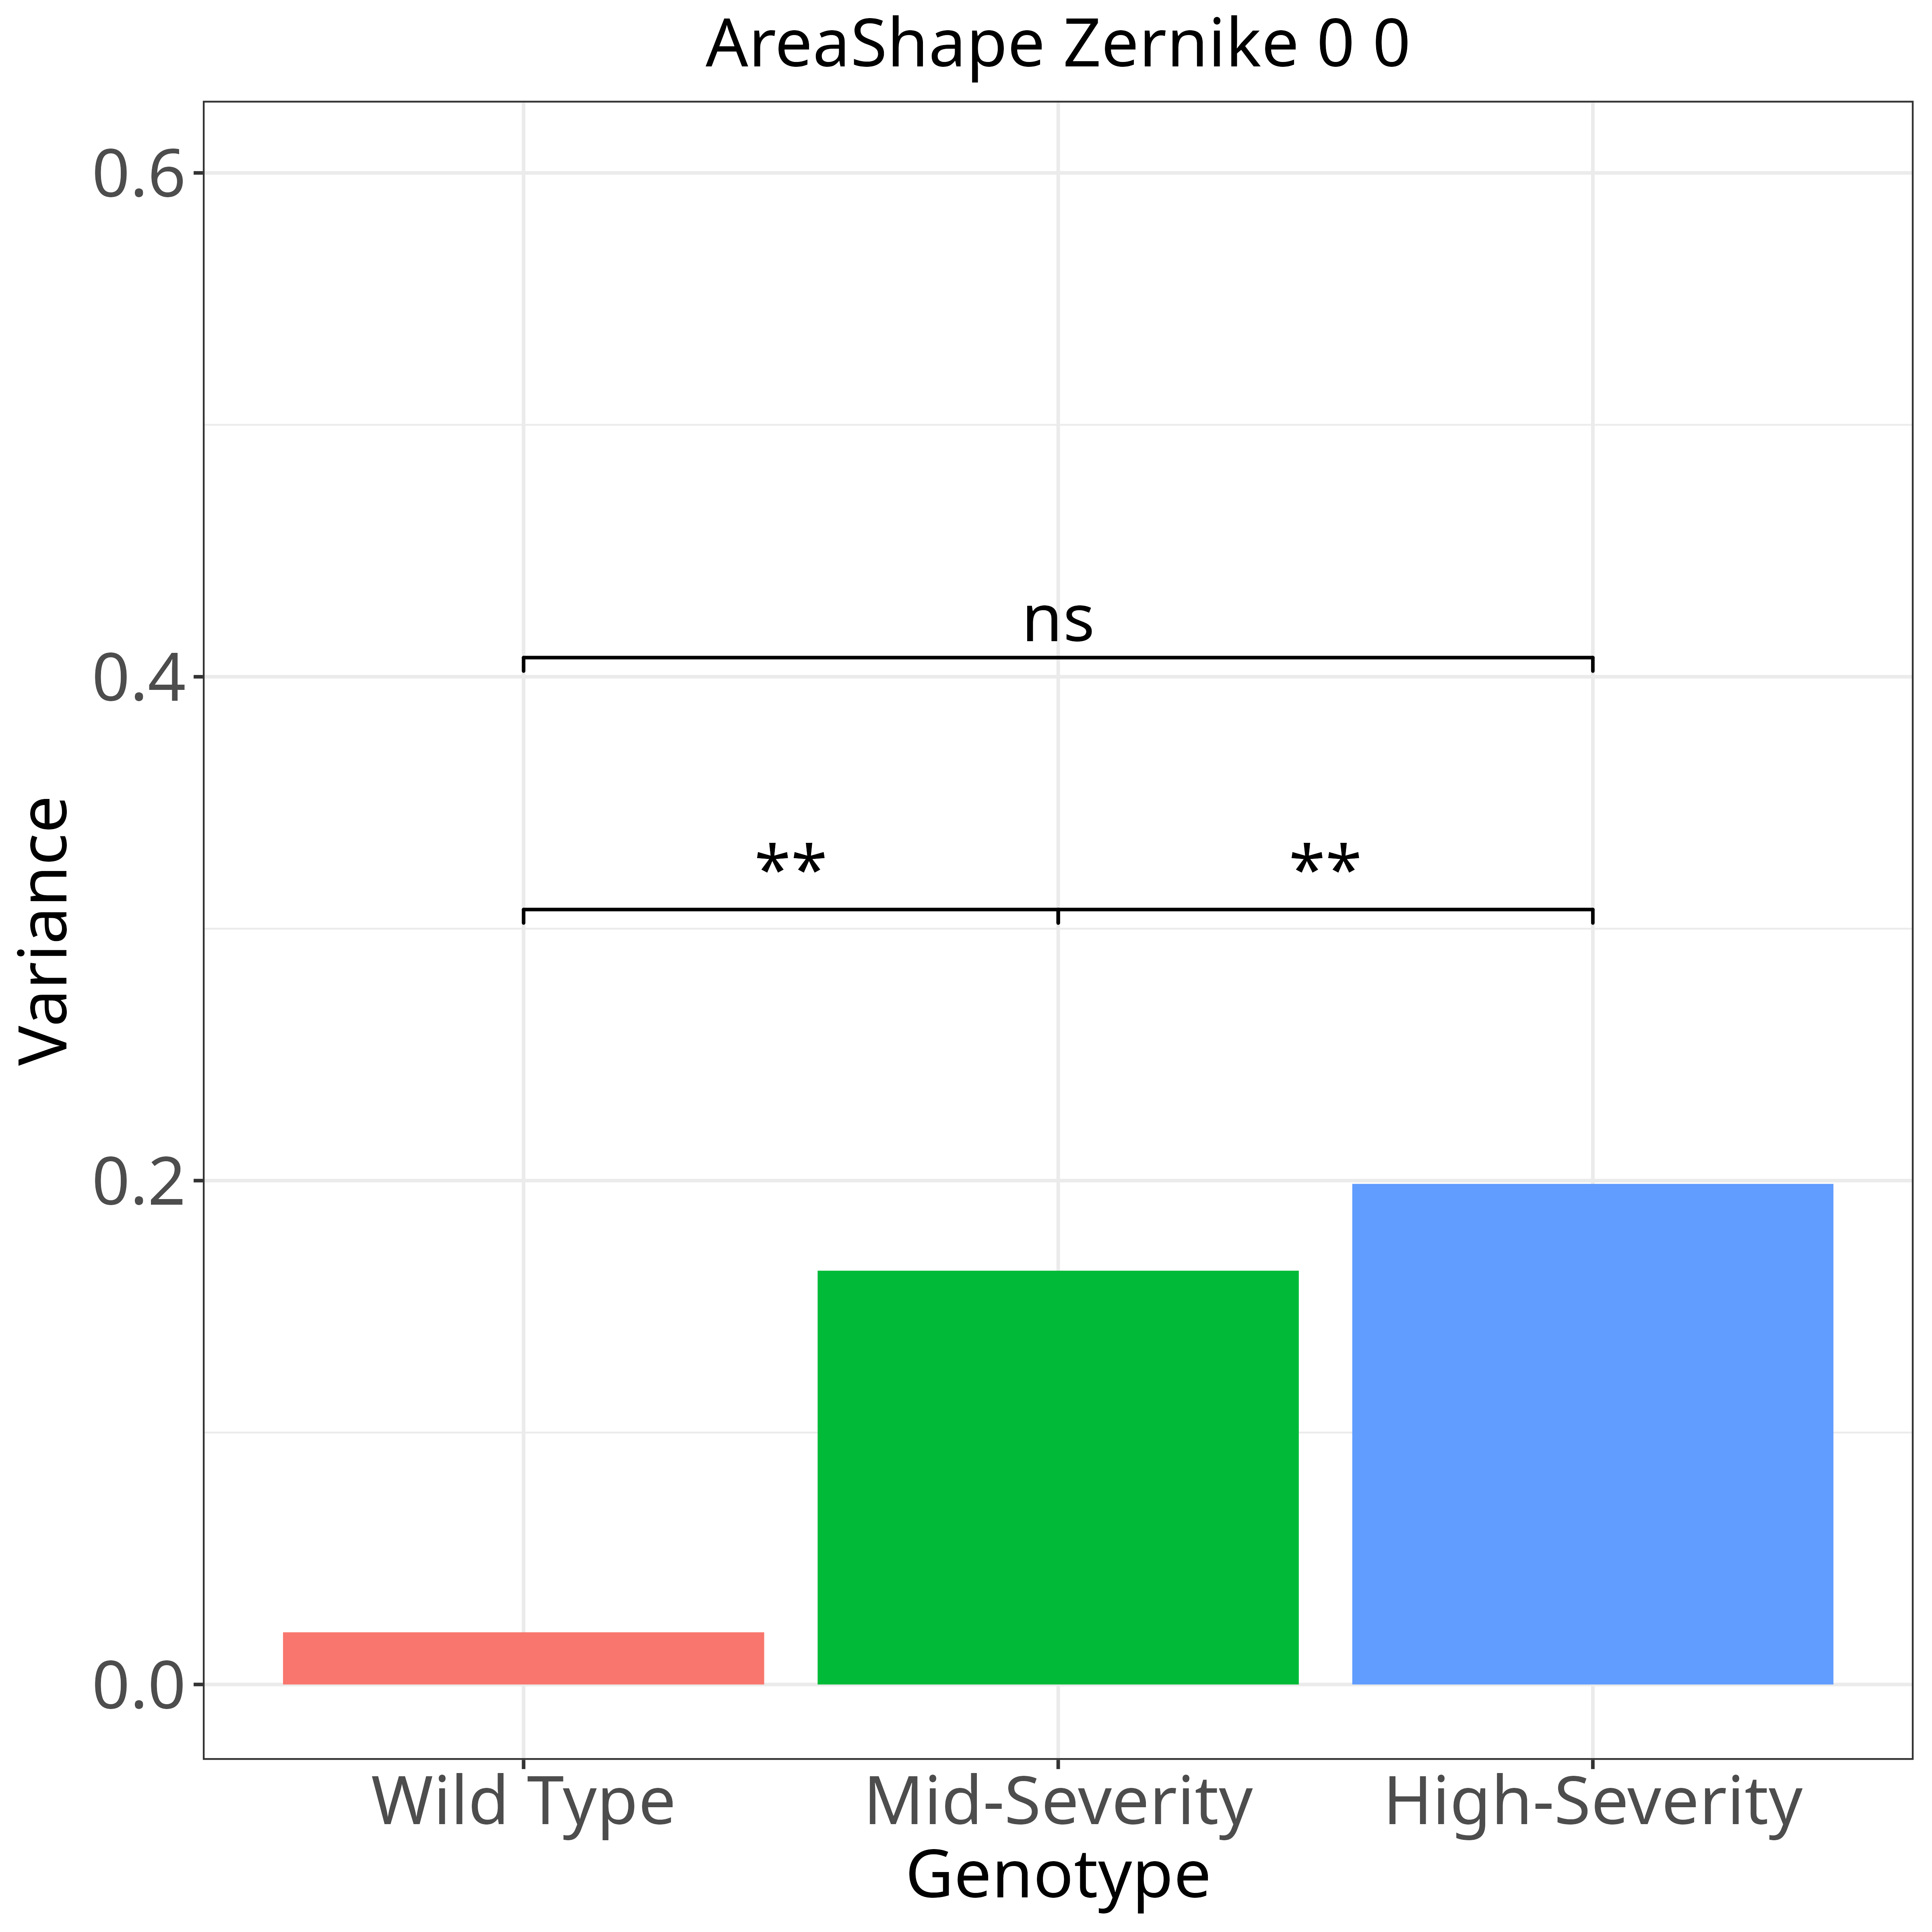 AreaShape Zernike 0 0
0.6
ns
0.4
** **
Variance
0.2
0.0
Wild Type Mid-Severity High-Severity
Genotype